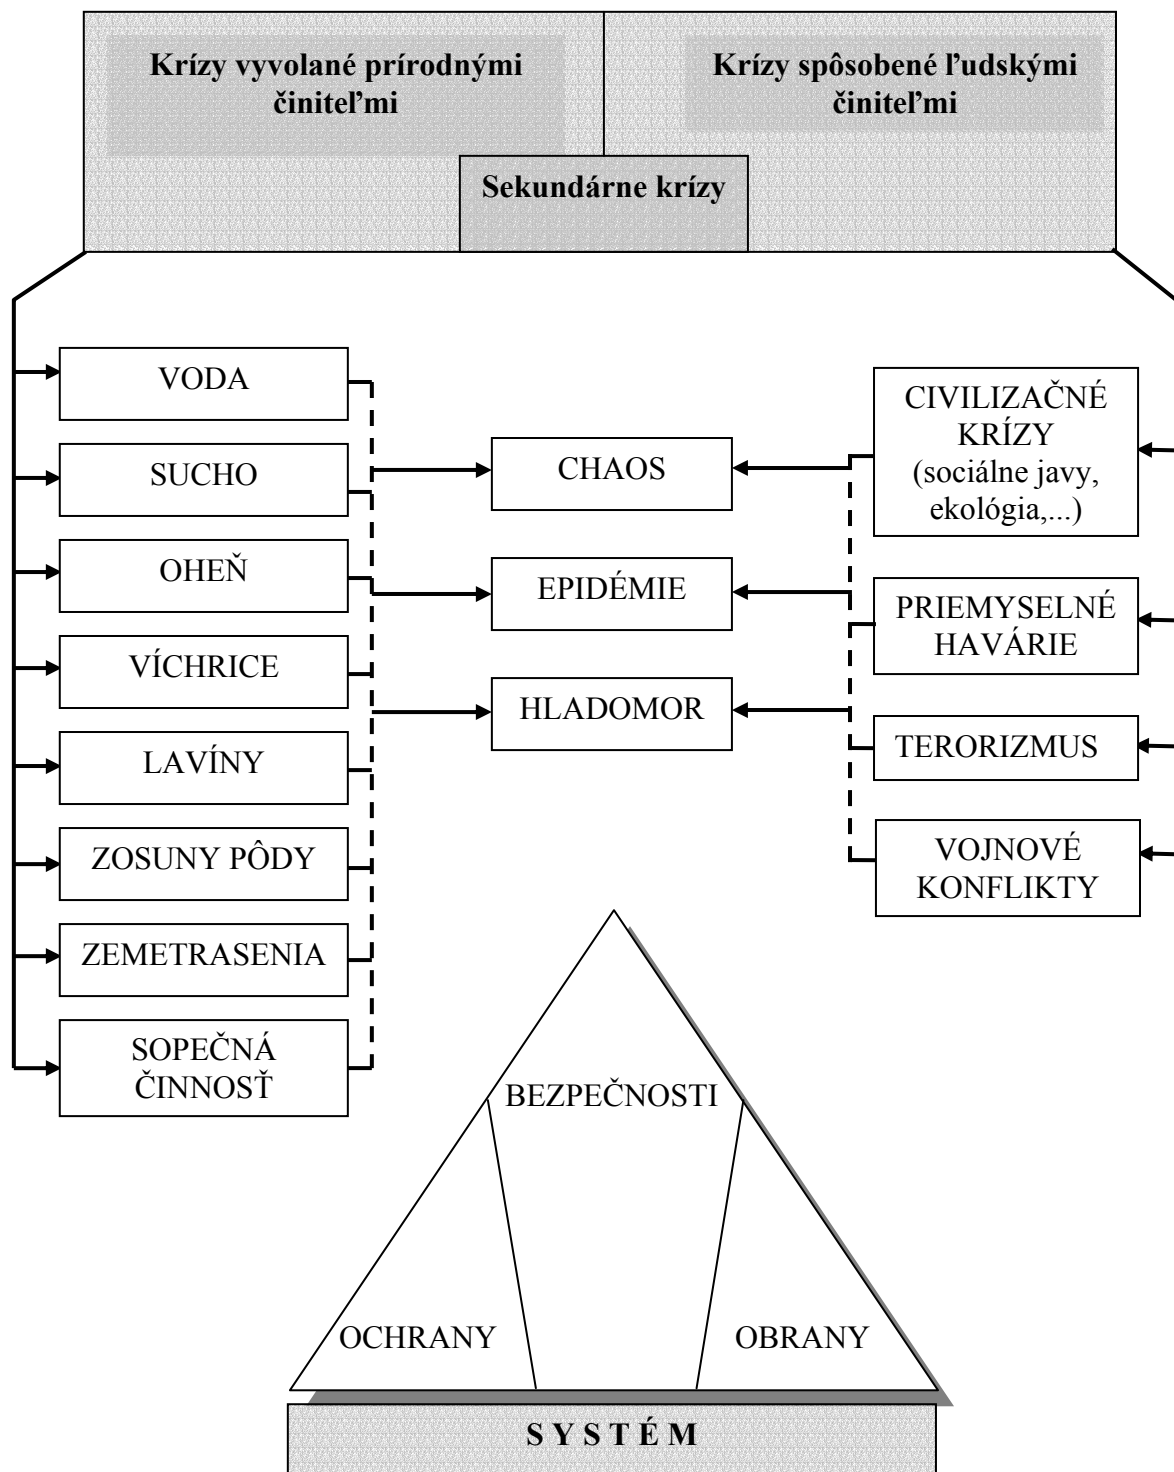 Krízy vyvolané prírodnými
činiteľmi
Krízy spôsobené ľudskými
činiteľmi
Sekundárne krízy
VODA
SUCHO
OHEŇ
VÍCHRICE
LAVÍNY
ZOSUNY PÔDY
ZEMETRASENIA
SOPEČNÁ
ČINNOSŤ
CHAOS
EPIDÉMIE
HLADOMOR
CIVILIZAČNÉ
KRÍZY
(sociálne javy,
ekológia,...)
PRIEMYSELNÉ
HAVÁRIE
TERORIZMUS
VOJNOVÉ
KONFLIKTY
BEZPEČNOSTI
OCHRANY
OBRANY
S Y S T É M